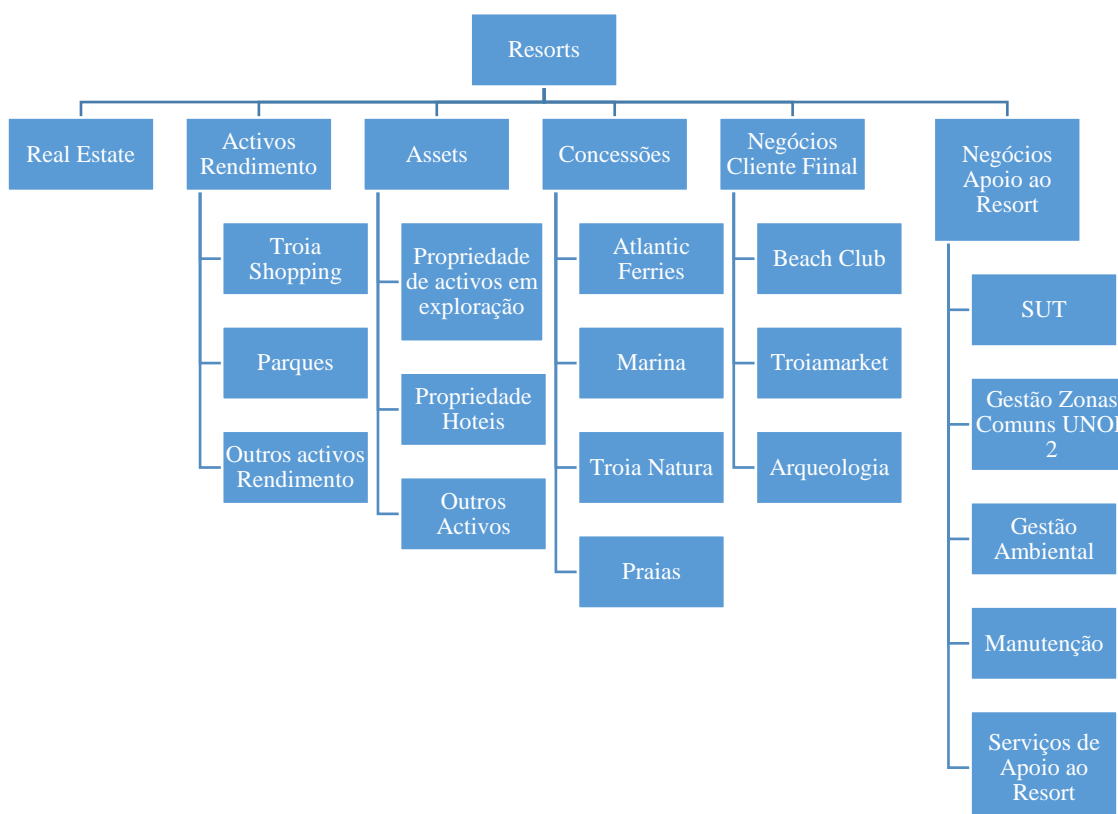 Resorts
Real Estate
Activos
Rendimento
Troia
Shopping
Parques
Outros activos
Rendimento
Assets
Propriedade
de activos em
exploração
Propriedade
Hoteis
Outros
Activos
Concessões
Atlantic
Ferries
Marina
Troia Natura
Praias
Negócios
Cliente Fiinal
Beach Club
Troiamarket
Arqueologia
Negócios
Apoio ao
Resort
SUT
Gestão Zonas
Comuns
2
Gestão
Ambiental
Manutenção
Serviços de
Apoio ao
Resort